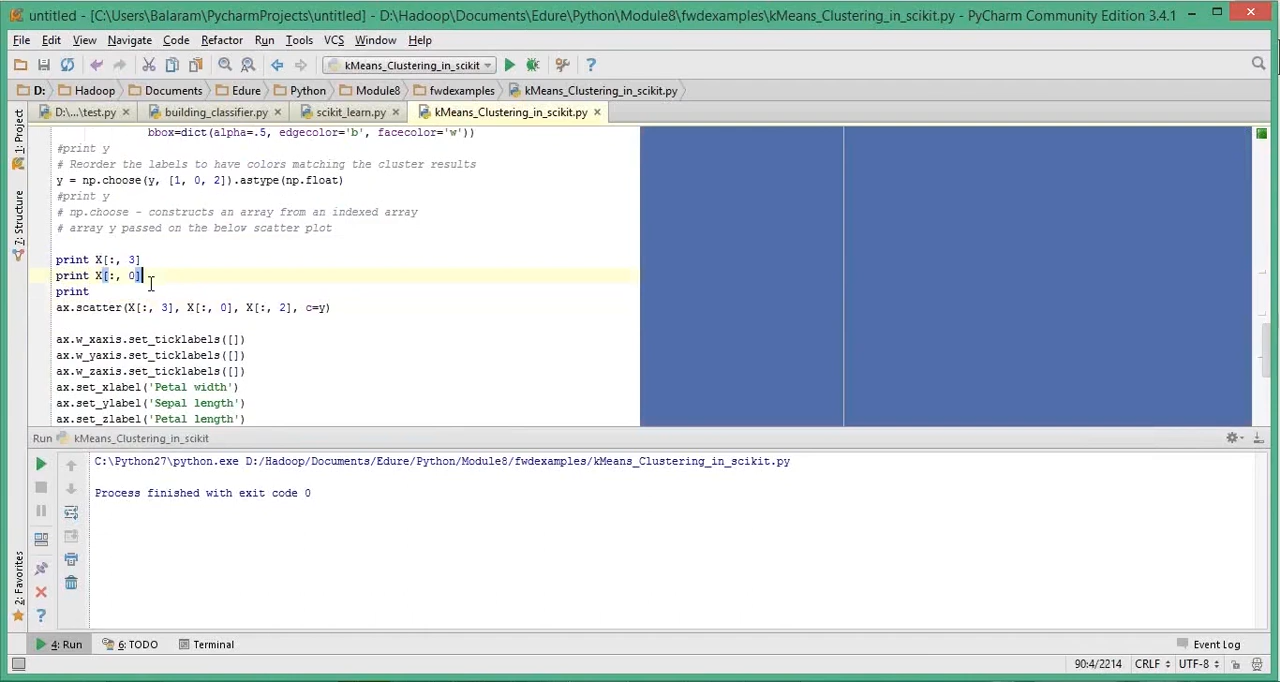 untitled - [C:\Users\Balaram\PycharmProjects\untitled] - D:\Hadoop\Documents\Edure\Python\Module8\fwdexamples\kMeans_Clustering_in_scikit.py - PyCharm Community Edition 3.4.1
File Edit View Navigate Code Refactor Run Tools VCS Window Help
kMeans_Clustering_in_scikit
D: Hadoop Documents Edure Python Module8 fwdexamples kMeans_Clustering_in_scikit.py
D:\...\test.py building_classifier.py scikit_learn.py kMeans_Clustering_in_scikit.py
1: Project
7: Structure
bbox=dict(alpha=.5, edgecolor='b', facecolor='w'))
#print y
# Reorder the labels to have colors matching the cluster results
y = np.choose(y, [1, 0, 2]).astype(np.float)
#print y
# np.choose - constructs an array from an indexed array
# array y passed on the below scatter plot
print X[:, 3]
print X[:, 0]
print
ax.scatter(X[:, 3], X[:, 0], X[:, 2], c=y)
ax.w_xaxis.set_ticklabels([])
ax.w_yaxis.set_ticklabels([])
ax.w_zaxis.set_ticklabels([])
ax.set_xlabel('Petal width')
ax.set_ylabel('Sepal length')
ax.set_zlabel('Petal length')
Run kMeans_Clustering_in_scikit
C:\Python27\python.exe D:/Hadoop/Documents/Edure/Python/Module8/fwdexamples/kMeans_Clustering_in_scikit.py
Process finished with exit code 0
2: Favorites
4: Run 6: TODO Terminal Event Log
90:4/2214 CRLF UTF-8